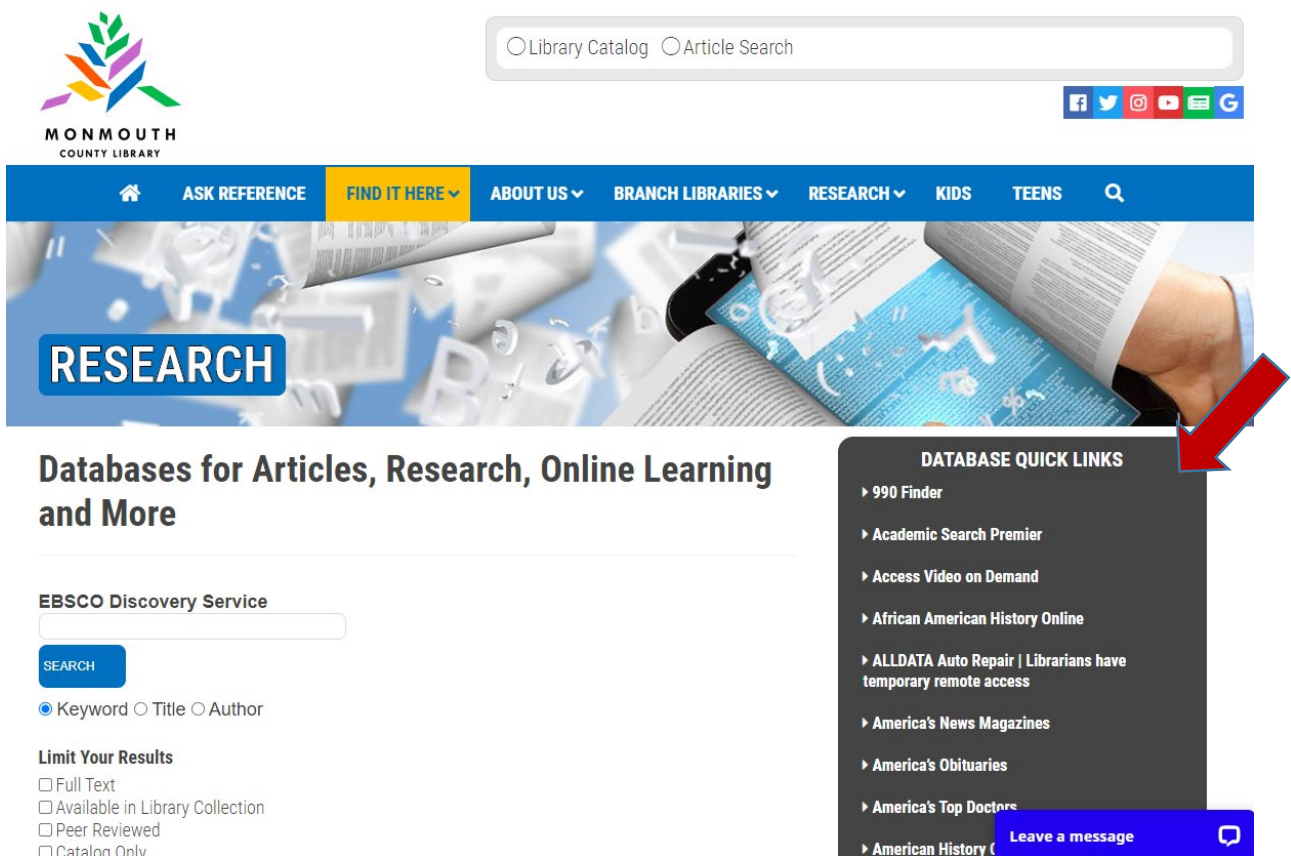 MONMOUTH
COUNTY LIBRARY
Library Catalog Article Search
ASK REFERENCE FIND IT HERE ABOUT US BRANCH LIBRARIES RESEARCH KIDS TEENS
RESEARCH
Databases for Articles, Research, Online Learning
and More
EBSCO Discovery Service
SEARCH
Keyword Title Author
Limit Your Results
Full Text
Available in Library Collection
Peer Reviewed
Catalog Only
DATABASE QUICK LINKS
990 Finder
Academic Search Premier
Access Video on Demand
African American History Online
ALLDATA Auto Repair | Librarians have
temporary remote access
America's News Magazines
America's Obituaries
America's Top Doctors
American History
Leave a message